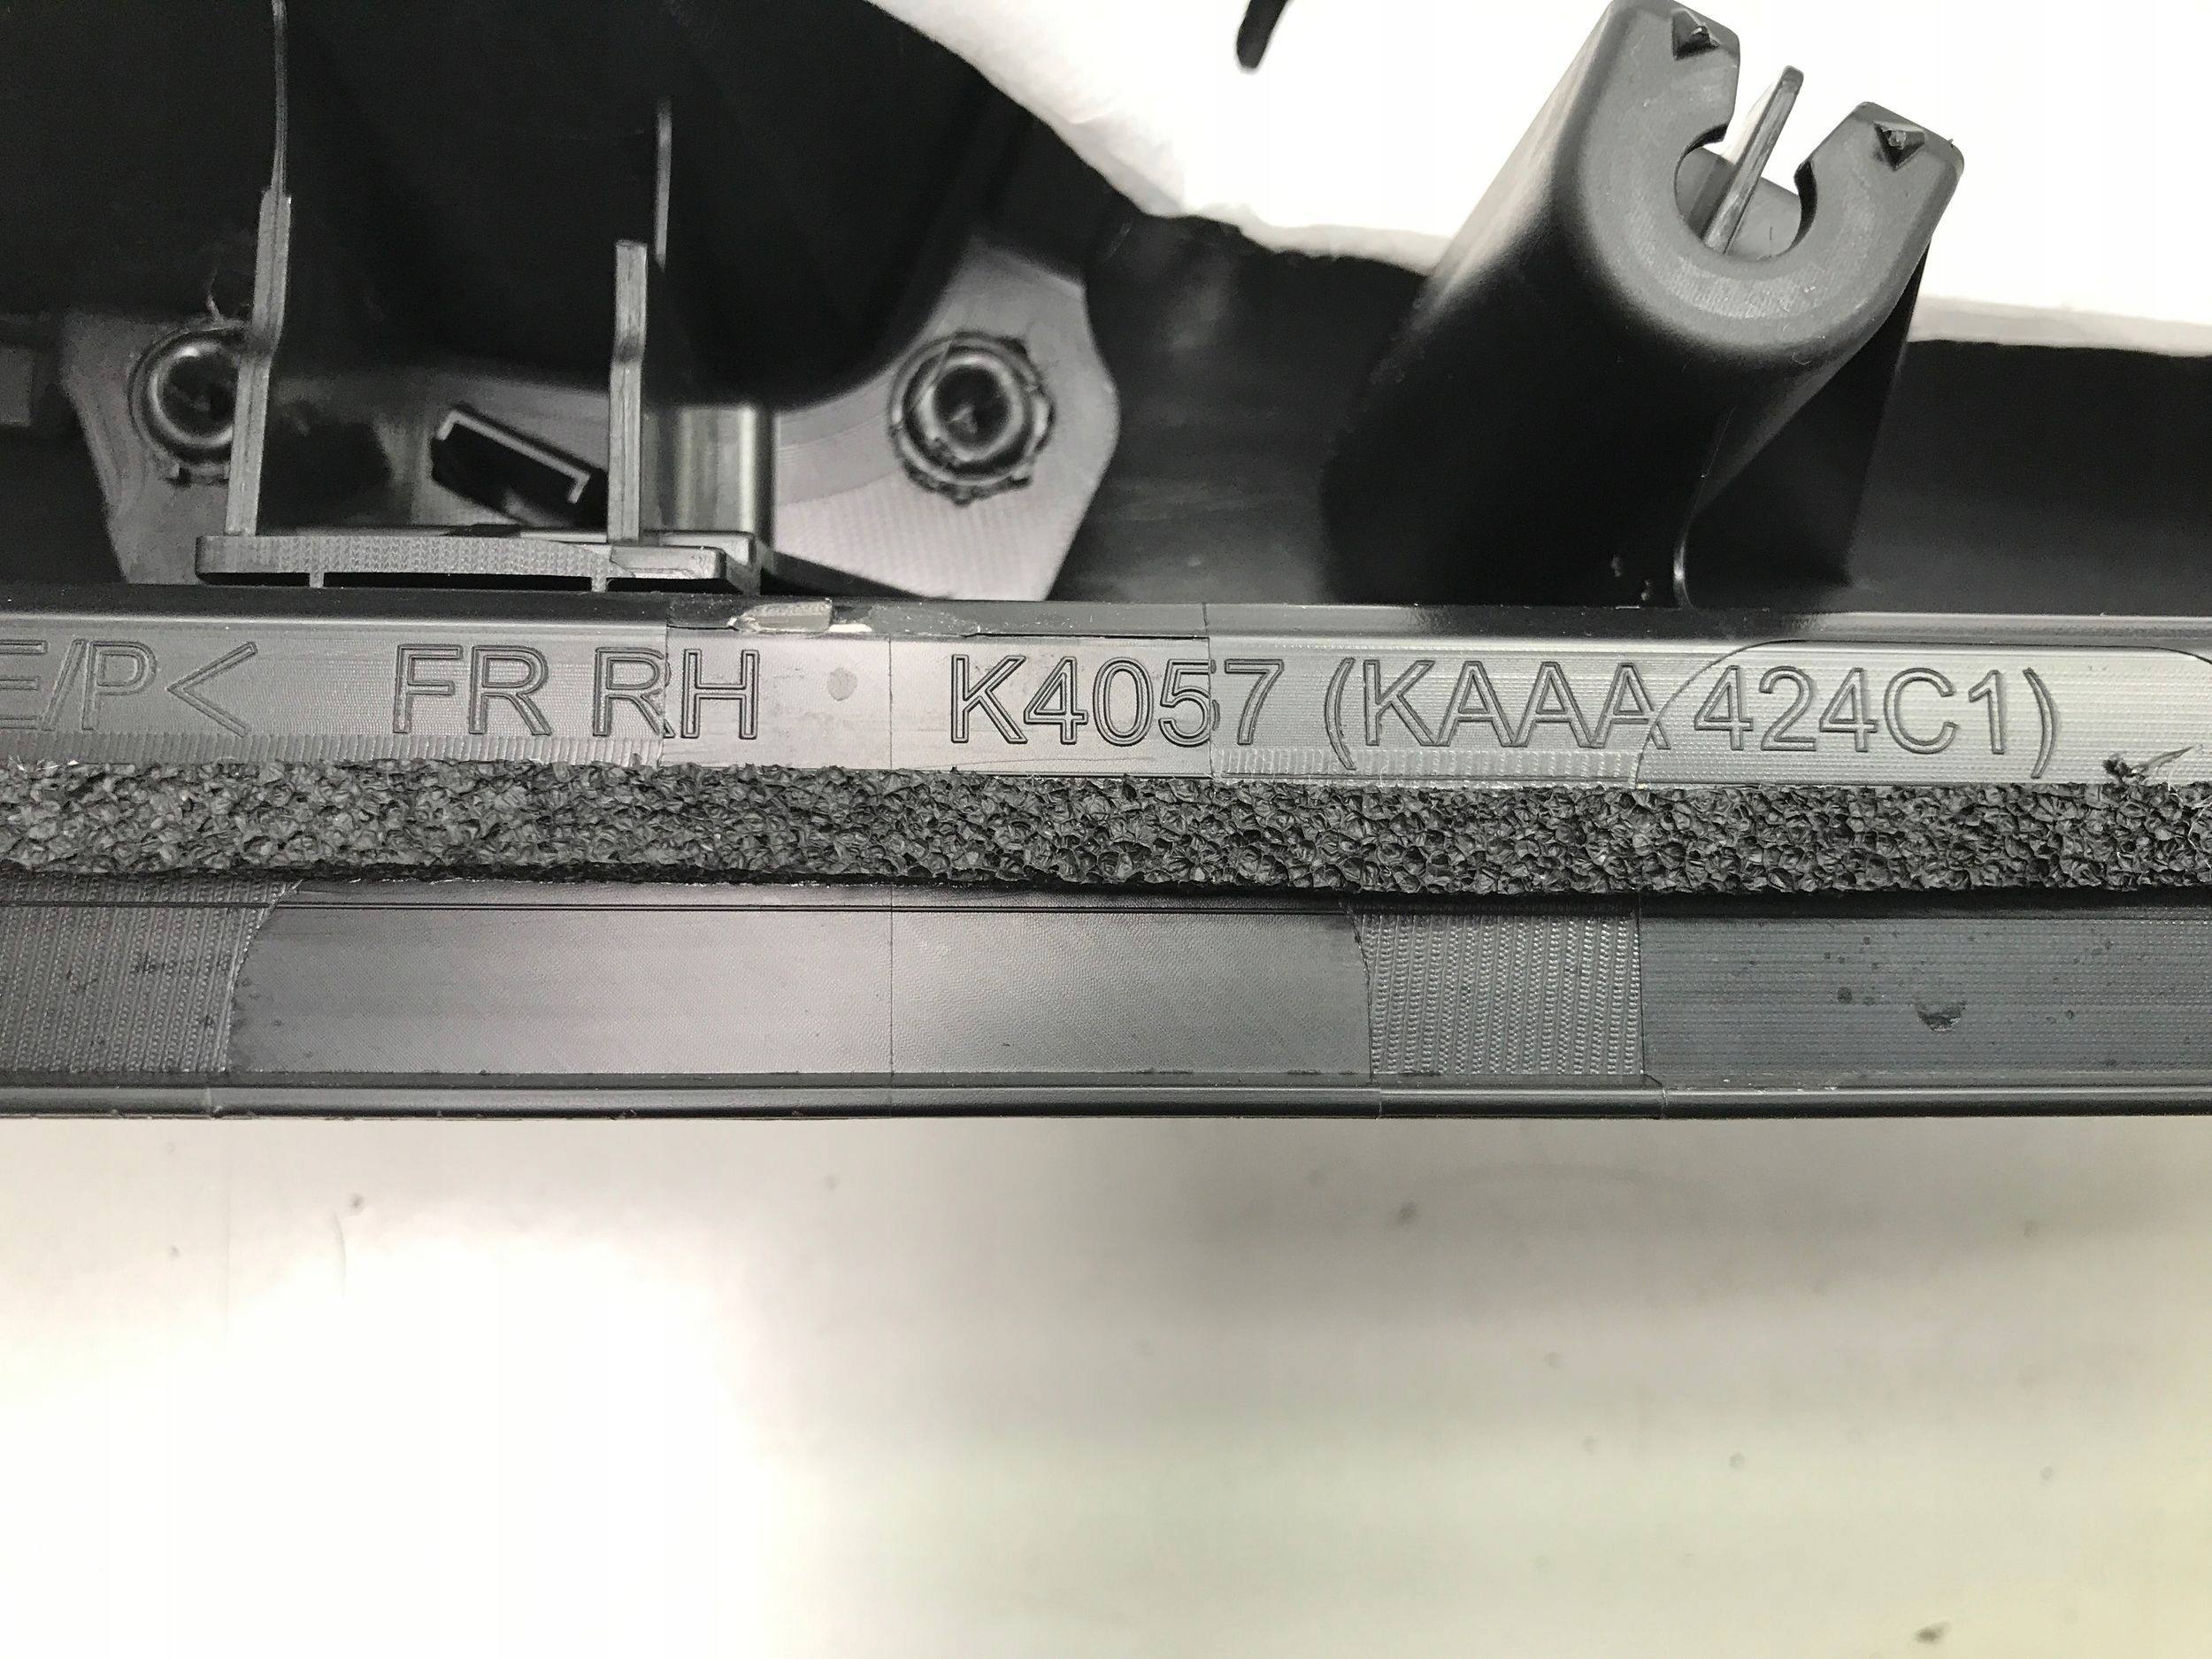 E/P< FR RH K4057 (KAAA 424C1)